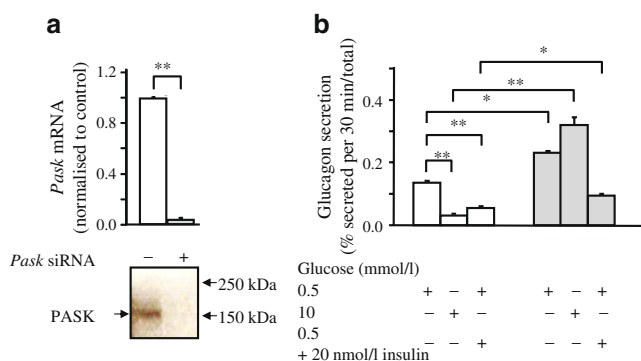 a
Pask mRNA
(normalised to control)
1.2
0.8
0.4
0.0
**
Pask siRNA – +
250 kDa
PASK
150 kDa
b
Glucagon secretion
(% secreted per 30 min/total)
0.4
0.2
0.0
*
**
*
**
**
Glucose (mmol/l)
0.5 + – + + – +
10 – + – – + –
0.5
+ 20 nmol/l insulin – – + – – +